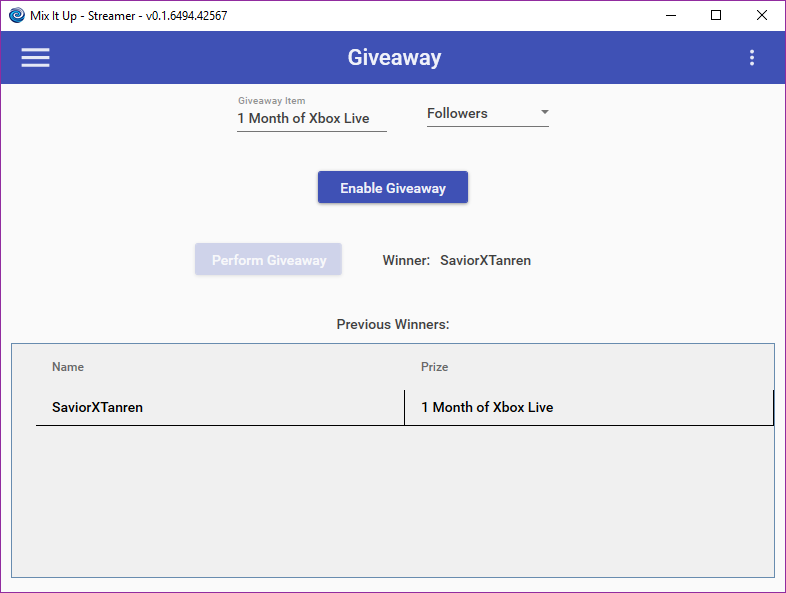 Mix It Up - Streamer - v0.1.6494.42567
Giveaway
Giveaway Item
1 Month of Xbox Live
Followers
Enable Giveaway
Perform Giveaway
Winner: SaviorXTanren
Previous Winners:
Name Prize
SaviorXTanren 1 Month of Xbox Live